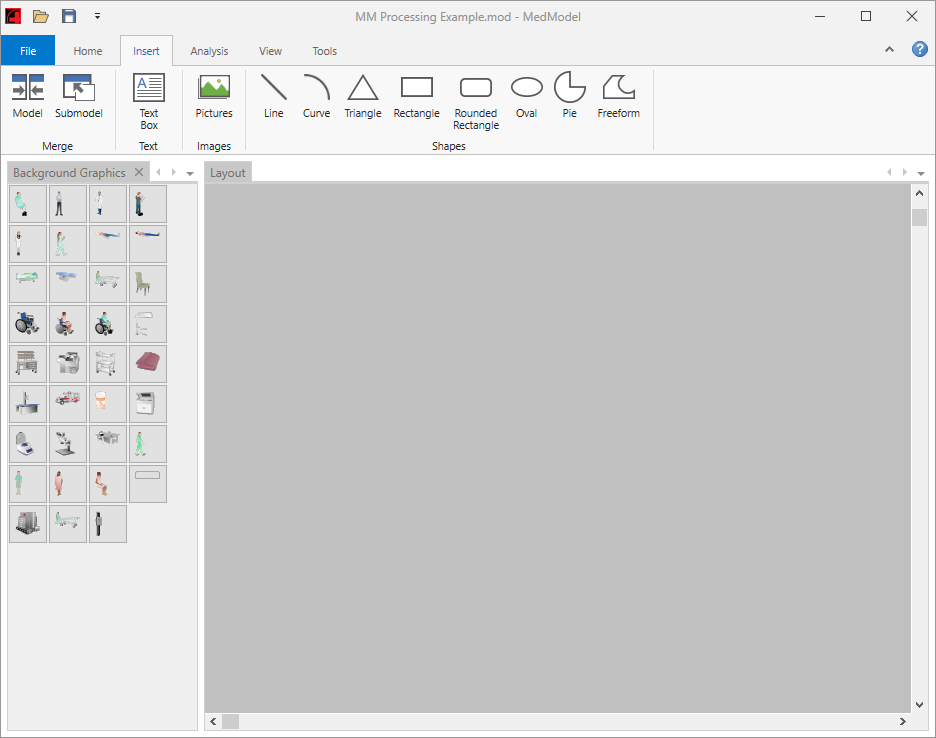 MM Processing Example.mod - MedModel
File Home Insert Analysis View Tools
Model Submodel Text Box Pictures Line Curve Triangle Rectangle Rounded Rectangle Oval Pie Freeform
Merge Text Images Shapes
Background Graphics Layout